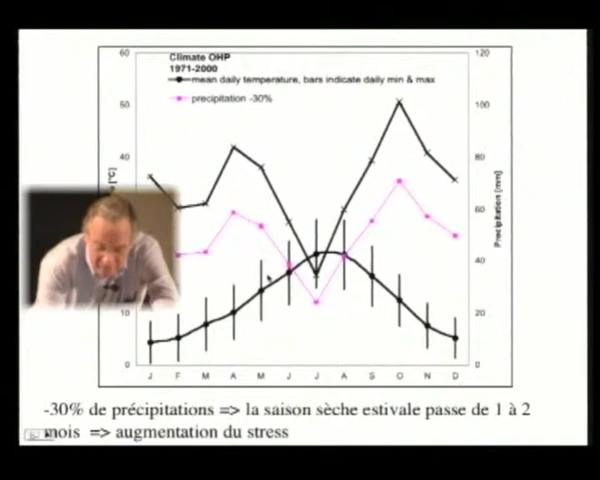 Climate OHP
1971-2000
mean daily temperature, bars indicate daily min & max
precipitation -30%
60 120
50 100
40 80
60
40
10 20
0 0
[°C]
Precipitation [mm]
J F M A M J J A S O N D
-30% de précipitations => la saison sèche estivale passe de 1 à 2
mois => augmentation du stress